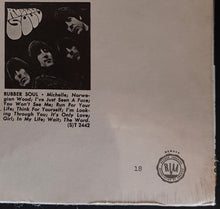 RUBBER SOUL
RUBBER SOUL • Michelle; Norwe-
gian Wood; I've Just Seen A Face;
You Won't See Me; Run For Your
Life; Think For Yourself; I'm Look-
ing Through You; It's Only Love;
Girl; In My Life; Wait; The Word.
(S)T 2442
18
RIAA